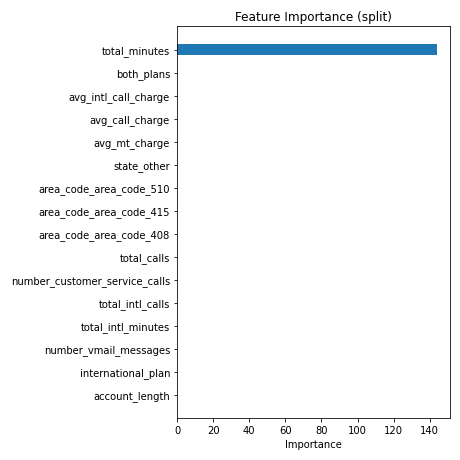 Feature Importance (split)
total_minutes
both_plans
avg_intl_call_charge
avg_call_charge
avg_mt_charge
state_other
area_code_area_code_510
area_code_area_code_415
area_code_area_code_408
total_calls
number_customer_service_calls
total_intl_calls
total_intl_minutes
number_vmail_messages
international_plan
account_length
0 20 40 60 80 100 120 140
Importance